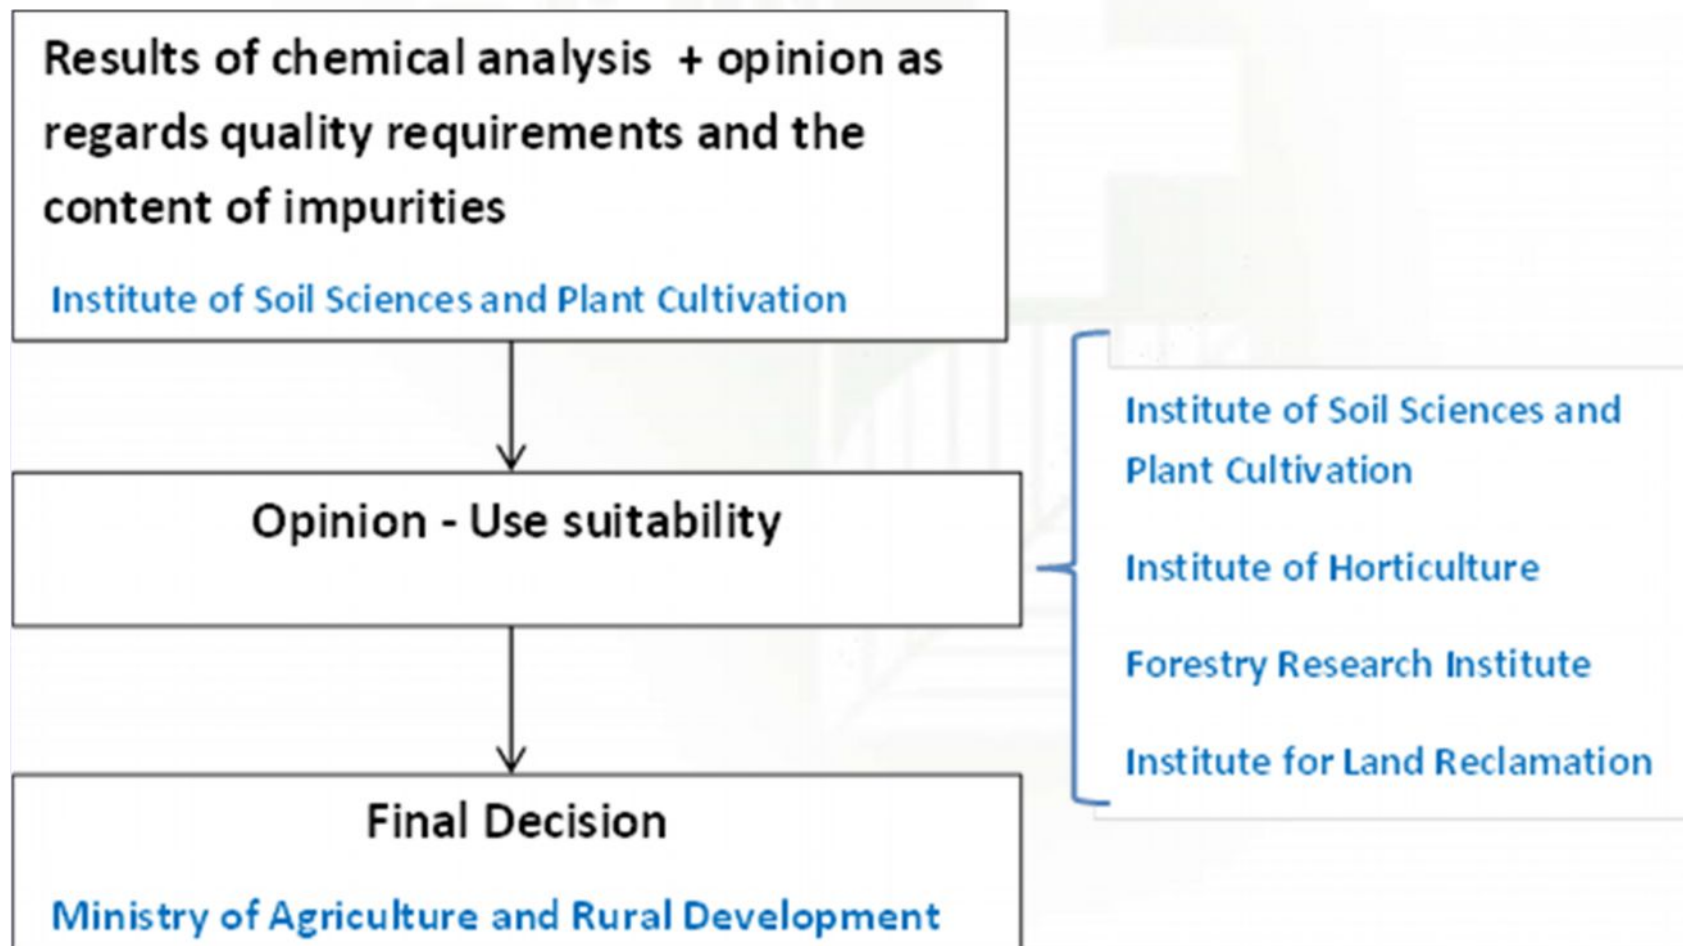 Results of chemical analysis + opinion as
regards quality requirements and the
content of impurities
Institute of Soil Sciences and Plant Cultivation
Opinion - Use suitability
Institute of Soil Sciences and
Plant Cultivation
Institute of Horticulture
Forestry Research Institute
Institute for Land Reclamation
Final Decision
Ministry of Agriculture and Rural Development